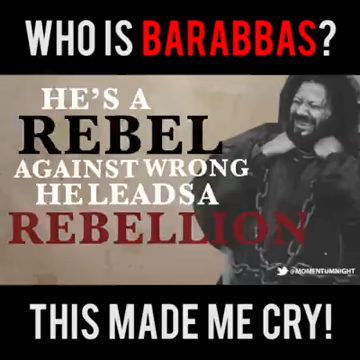 WHO IS BARABBAS?
HE'S A
REBEL
AGAINST WRONG
HE LEADS A
REBELLION
@MOMENTUMNIGHT
THIS MADE ME CRY!